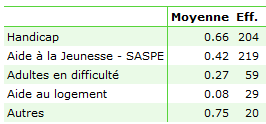 Moyenne Eff.
Handicap 0.66 204
Aide à la Jeunesse - SASPE 0.42 219
Adultes en difficulté 0.27 59
Aide au logement 0.08 29
Autres 0.75 20